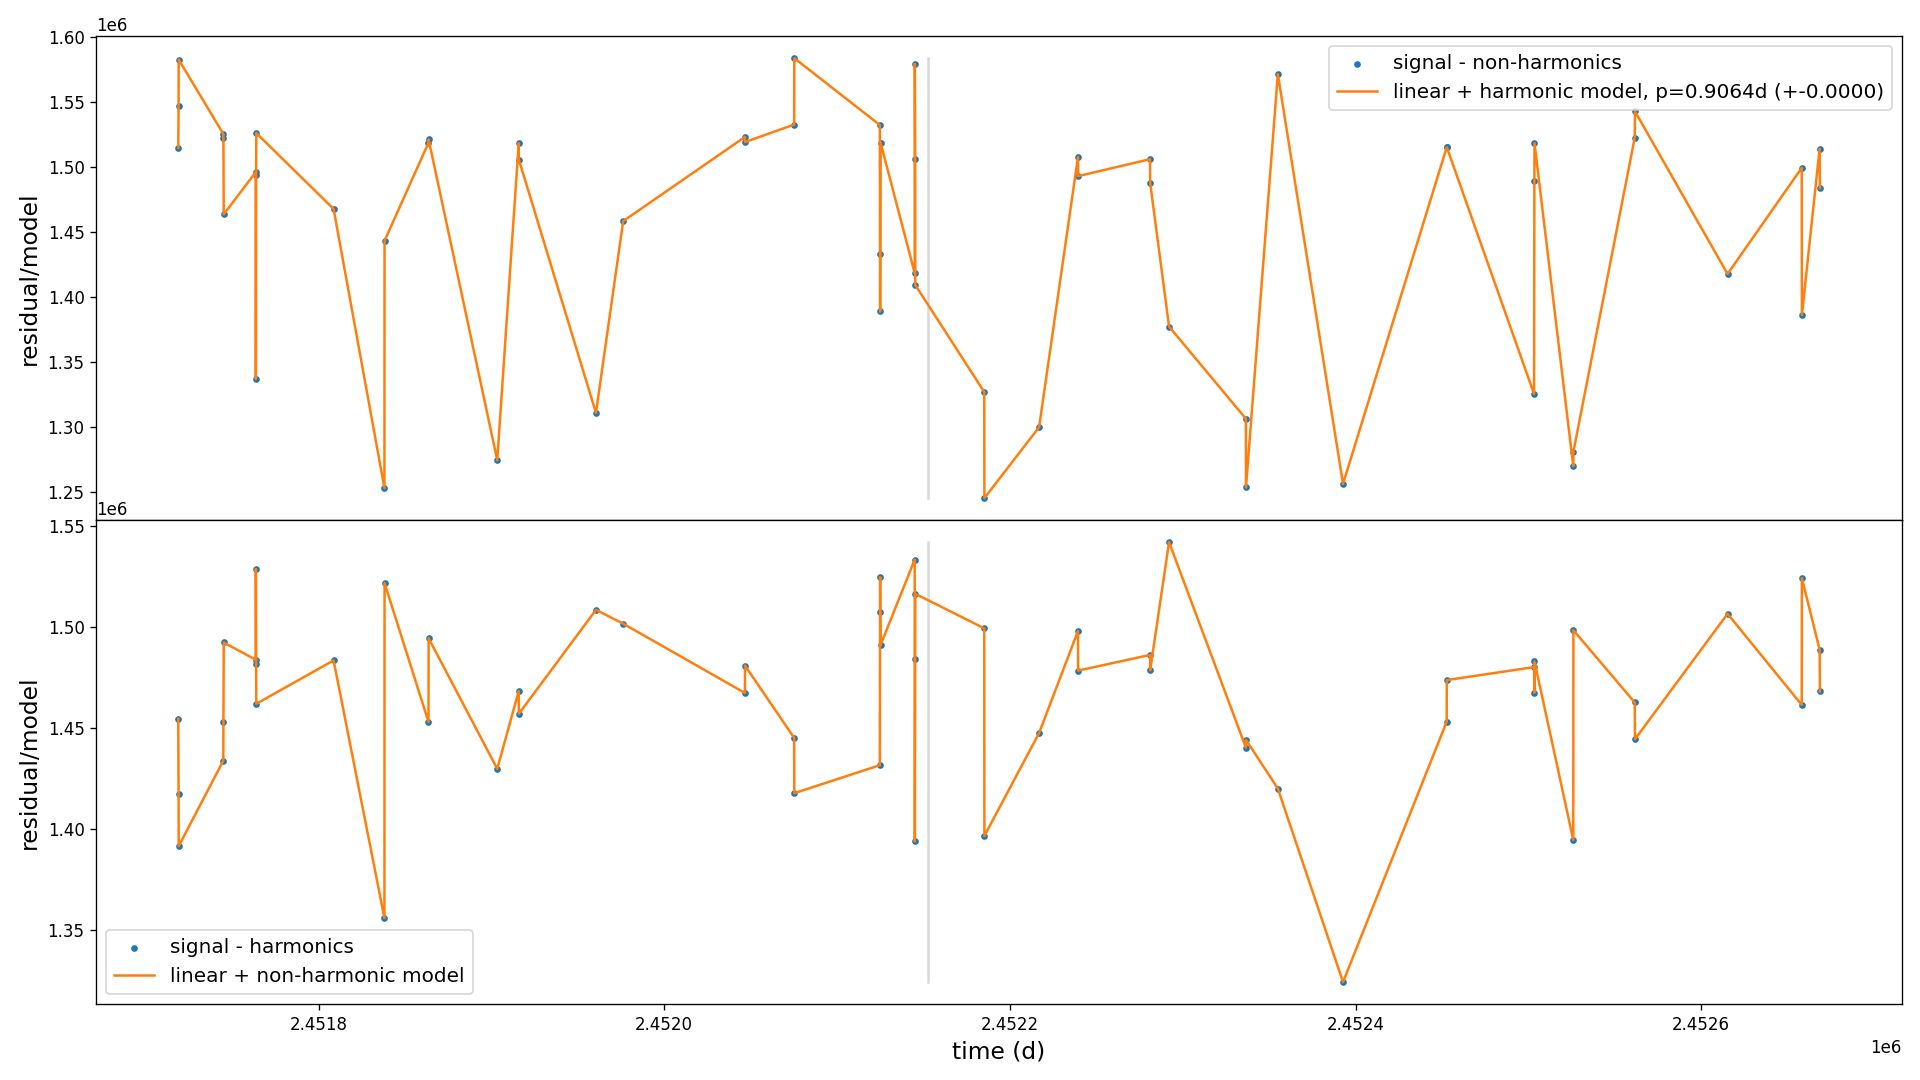 1e6
1.60
1.55
1.50
1.45
1.40
1.35
1.30
1.25
residual/model
signal - non-harmonics
linear + harmonic model, p=0.9064d (+-0.0000)
1e6
1.55
1.50
1.45
1.40
1.35
residual/model
signal - harmonics
linear + non-harmonic model
2.4518
2.4520
2.4522
2.4524
2.4526
time (d)
1e6